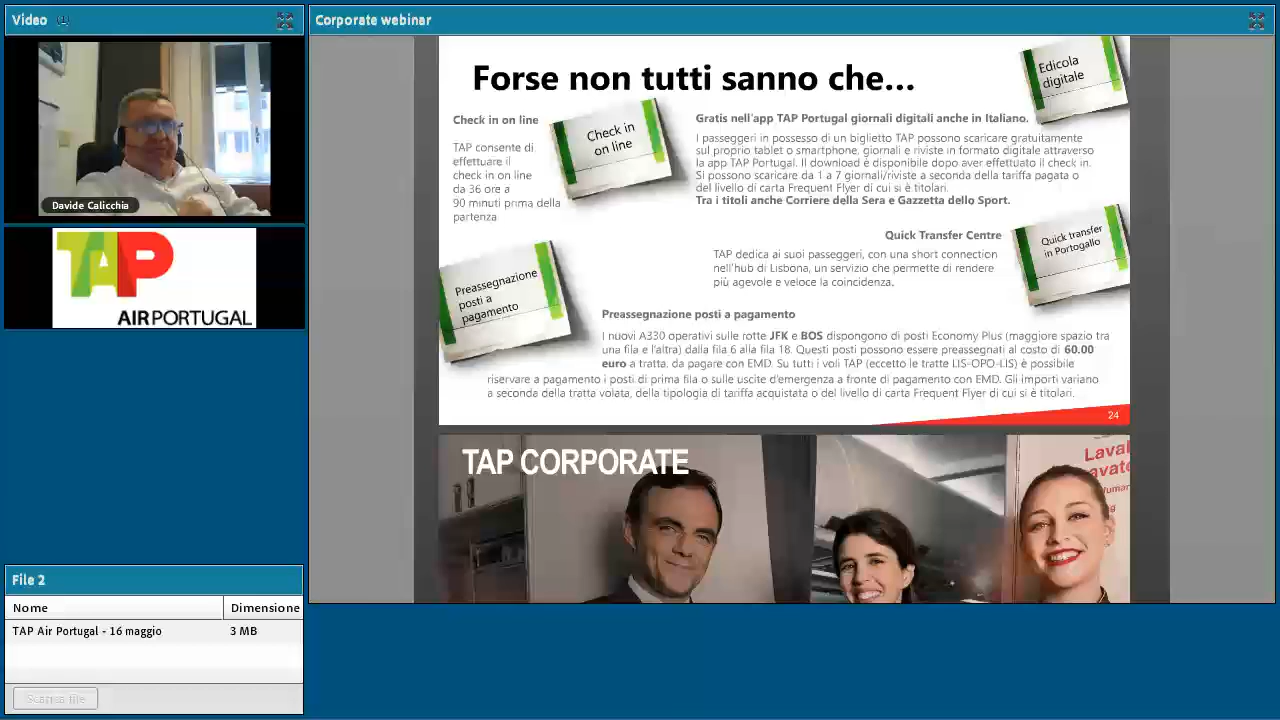 Video (1)
Davide Calicchia
TAP
AIRPORTUGAL
File 2
Nome Dimensione
TAP Air Portugal - 16 maggio 3 MB
Scarica file
Corporate webinar
Forse non tutti sanno che...
Edicola
digitale
Check in on line
Check in
on line
TAP consente di
effettuare il
check in on line
da 36 ore a
90 minuti prima della
partenza
Gratis nell'app TAP Portugal giornali digitali anche in Italiano.
I passeggeri in possesso di un biglietto TAP possono scaricare gratuitamente
sul proprio tablet o smartphone, giornali e riviste in formato digitale attraverso
la app TAP Portugal. Il download è disponibile dopo aver effettuato il check in.
Si possono scaricare da 1 a 7 giornali/riviste a seconda della tariffa pagata o
del livello di carta Frequent Flyer di cui si è titolari.
Tra i titoli anche Corriere della Sera e Gazzetta dello Sport.
Quick Transfer Centre
TAP dedica ai suoi passeggeri, con una short connection
nell'hub di Lisbona, un servizio che permette di rendere
più agevole e veloce la coincidenza.
Quick transfer
in Portogallo
Preassegnazione
posti a
pagamento
Preassegnazione posti a pagamento
I nuovi A330 operativi sulle rotte JFK e BOS dispongono di posti Economy Plus (maggiore spazio tra
una fila e l'altra) dalla fila 6 alla fila 18. Questi posti possono essere preassegnati al costo di 60.00
euro a tratta, da pagare con EMD. Su tutti i voli TAP (eccetto le tratte LIS-OPO-LIS) è possibile
riservare a pagamento i posti di prima fila o sulle uscite d'emergenza a fronte di pagamento con EMD. Gli importi variano
a seconda della tratta volata, della tipologia di tariffa acquistata o del livello di carta Frequent Flyer di cui si è titolari.
24
TAP CORPORATE